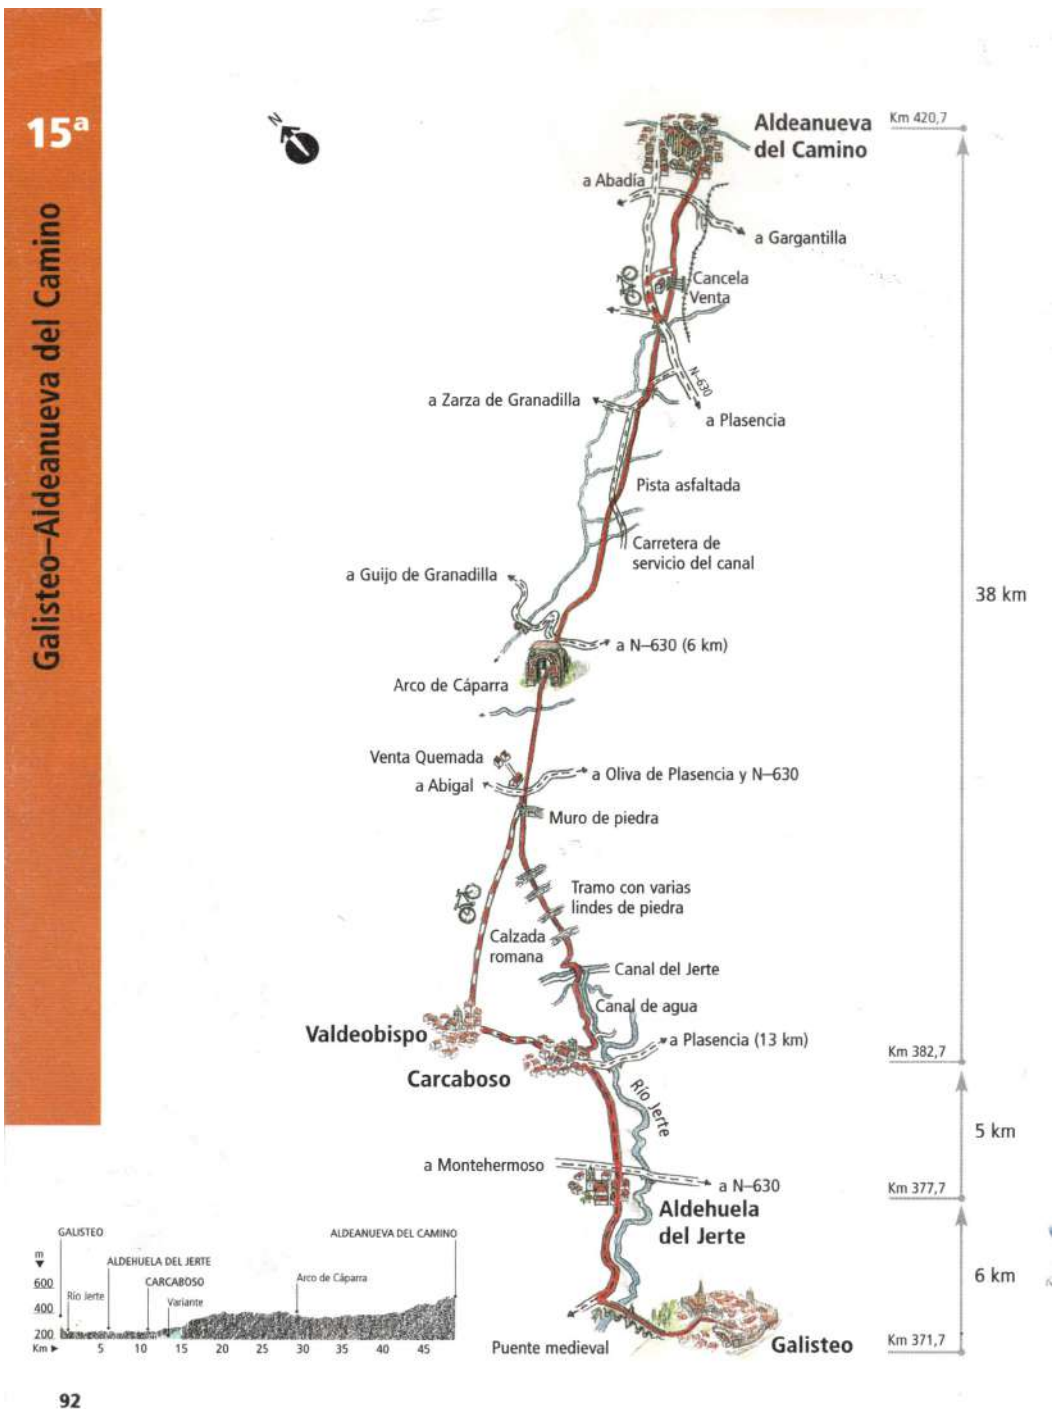 15ª
Galisteo–Aldeanueva del Camino
N
Aldeanueva
del Camino
Km 420,7
a Abadía
a Gargantilla
Cancela
Venta
N–630
a Zarza de Granadilla
a Plasencia
Pista asfaltada
Carretera de
servicio del canal
a Guijo de Granadilla
38 km
a N–630 (6 km)
Arco de Cáparra
Venta Quemada
a Oliva de Plasencia y N–630
a Abigal
Muro de piedra
Tramo con varias
lindes de piedra
Calzada
romana
Canal del Jerte
Canal de agua
Valdeobispo
a Plasencia (13 km)
Km 382,7
Carcaboso
Río Jerte
5 km
a Montehermoso
a N–630
Km 377,7
Aldehuela
del Jerte
6 km
Puente medieval
Galisteo
Km 371,7
GALISTEO
ALDEANUEVA DEL CAMINO
m
ALDEHUELA DEL JERTE
600
CARCABOSO
Arco de Cáparra
Río Jerte
Variante
400
200
Km 5 10 15 20 25 30 35 40 45
92